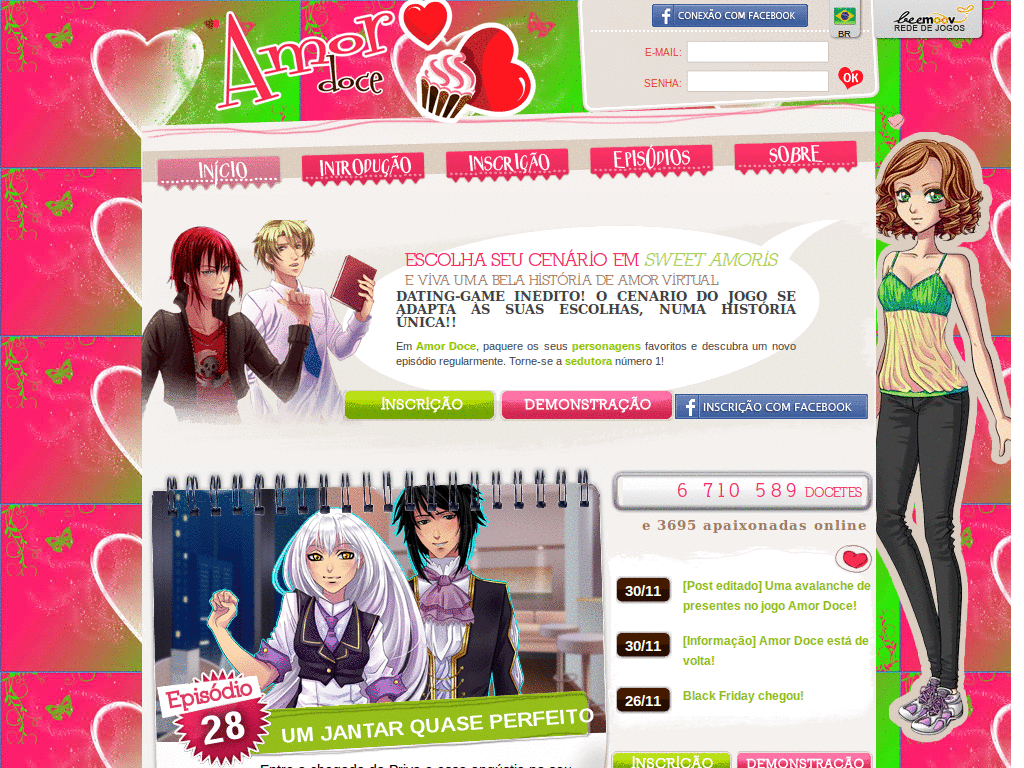 Amor doce
CONEXÃO COM FACEBOOK
BR
beemoov
REDE DE JOGOS
E-MAIL:
SENHA:
OK
INÍCIO
INTRODUÇÃO
INSCRIÇÃO
EPISÓDIOS
SOBRE
ESCOLHA SEU CENÁRIO EM SWEET AMORIS
E VIVA UMA BELA HISTÓRIA DE AMOR VIRTUAL
DATING-GAME INEDITO! O CENARIO DO JOGO SE
ADAPTA ÀS SUAS ESCOLHAS, NUMA HISTÓRIA
ÚNICA!!
Em Amor Doce, paquere os seus personagens favoritos e descubra um novo
episódio regularmente. Torne-se a sedutora número 1!
INSCRIÇÃO
DEMONSTRAÇÃO
INSCRIÇÃO COM FACEBOOK
6 710 589 DOCETES
e 3695 apaixonadas online
30/11
[Post editado] Uma avalanche de
presentes no jogo Amor Doce!
30/11
[Informação] Amor Doce está de
volta!
26/11
Black Friday chegou!
Episódio
28
UM JANTAR QUASE PERFEITO
INSCRIÇÃO
DEMONSTRAÇÃO